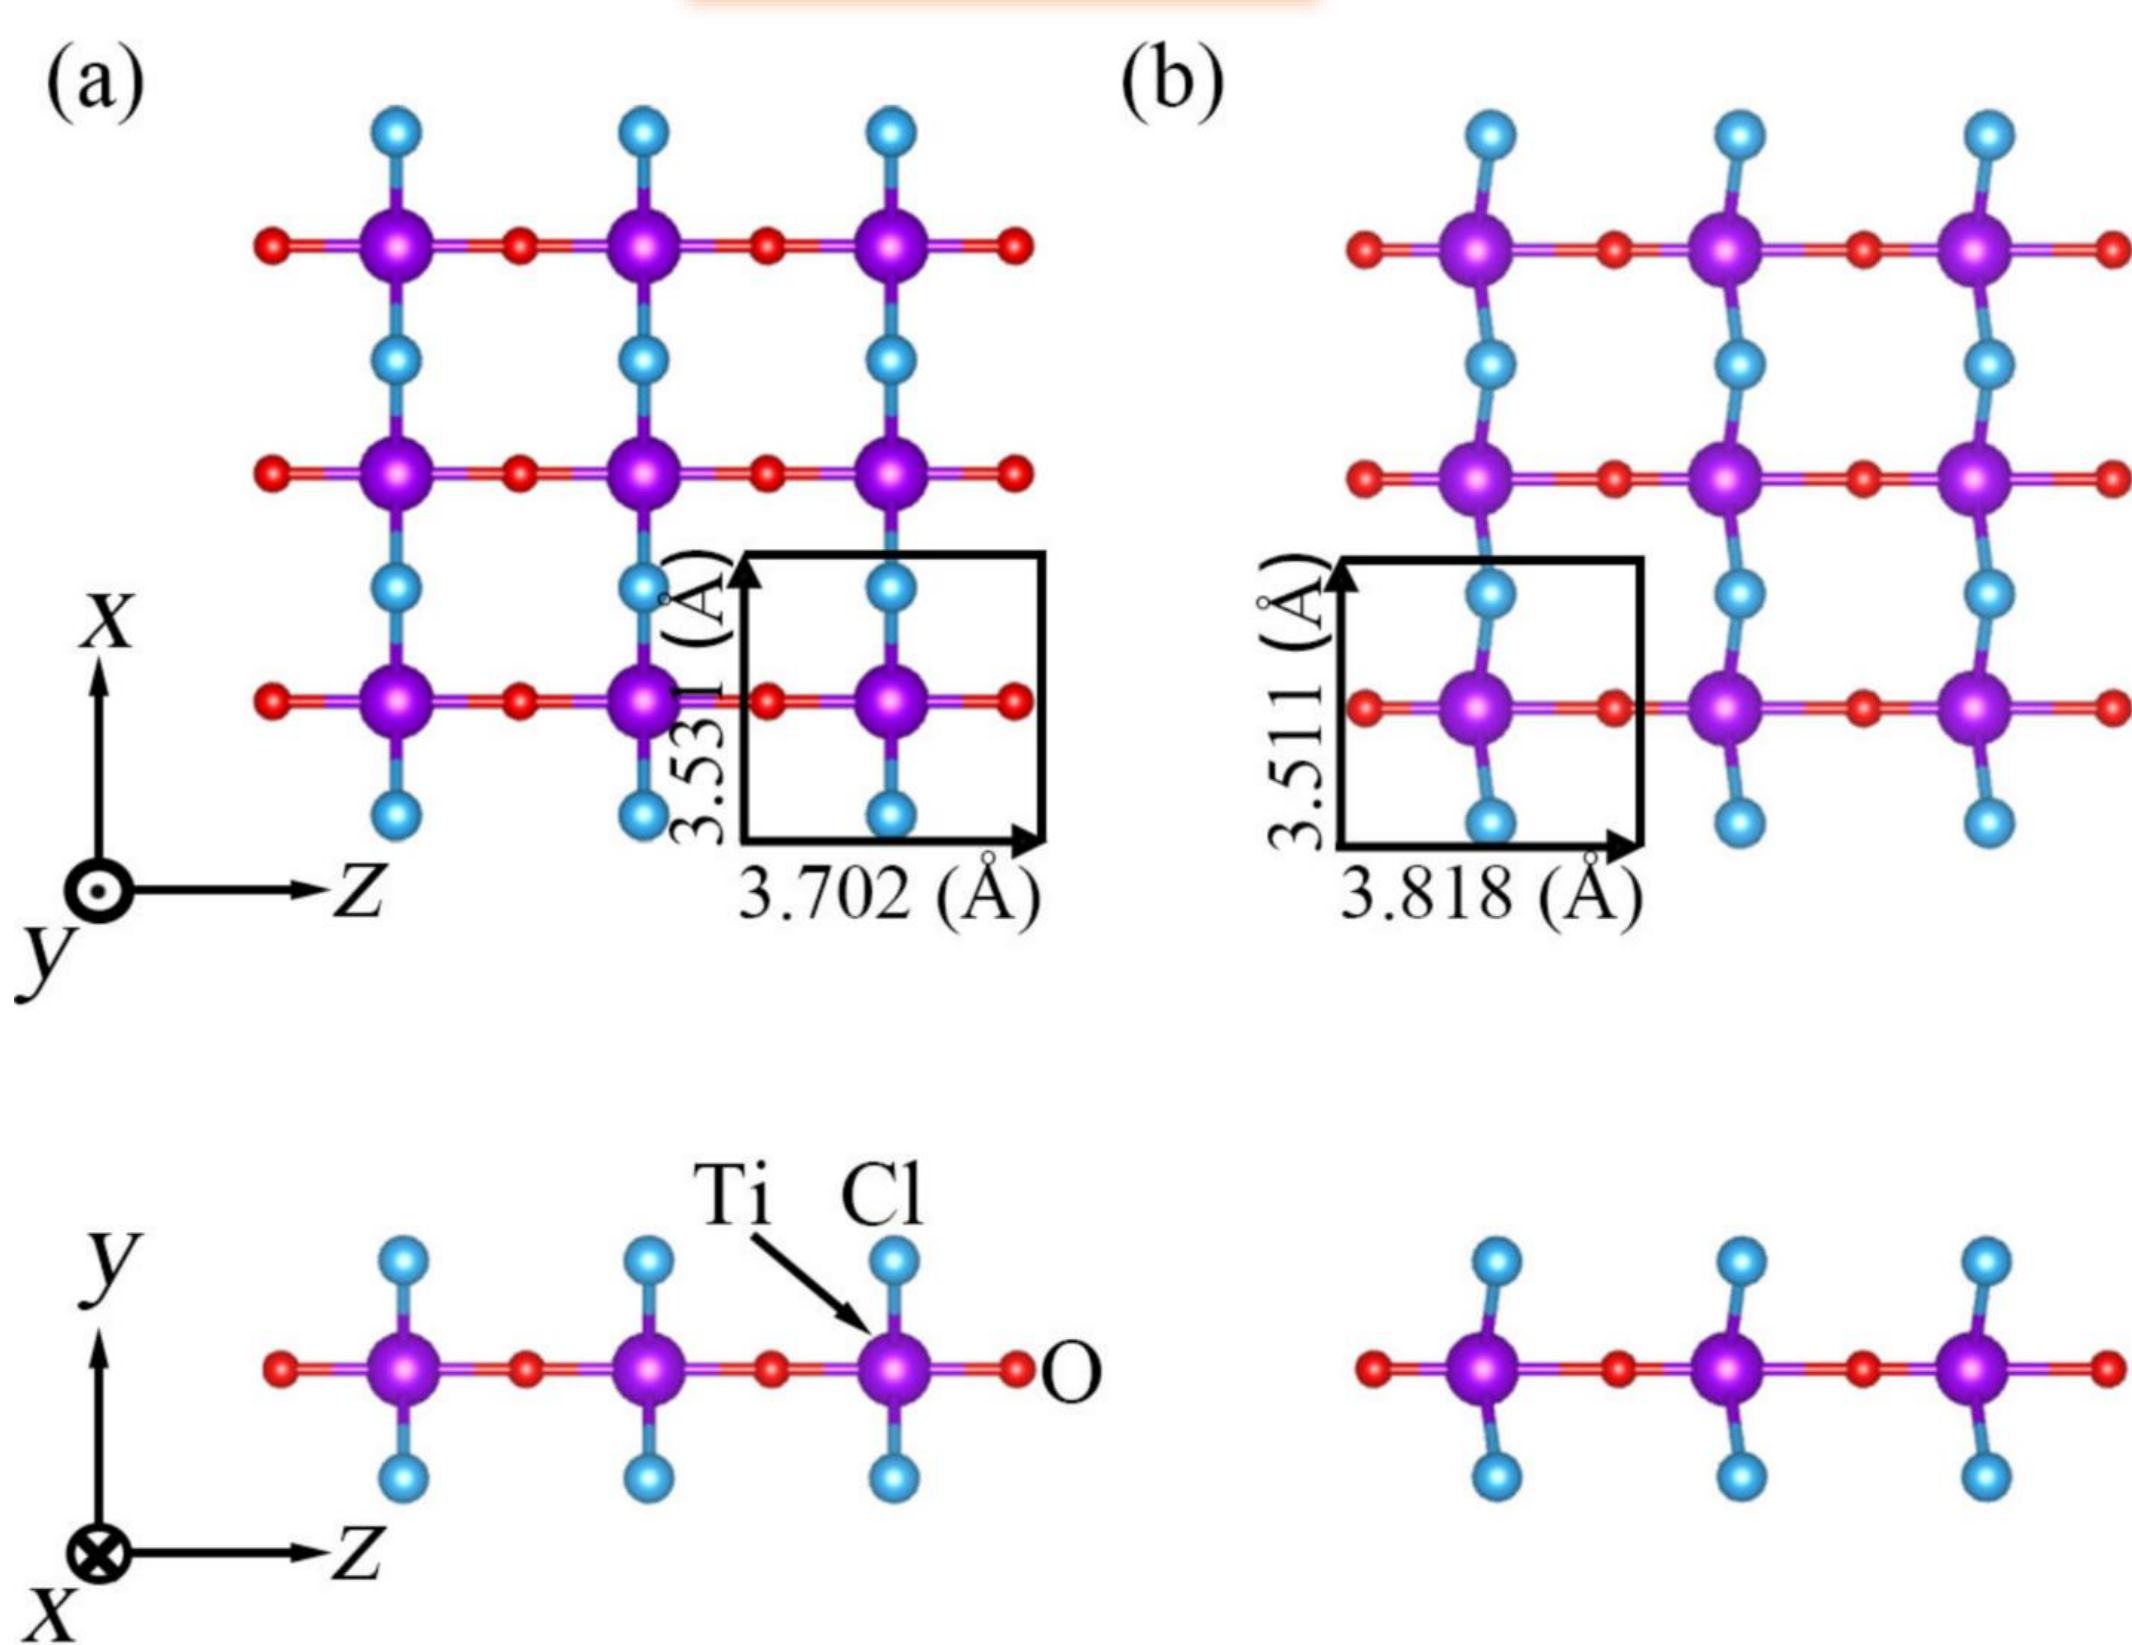 (a)
(b)
x
y
z
3.531 (Å)
3.702 (Å)
3.511 (Å)
3.818 (Å)
Ti
Cl
O
y
x
z